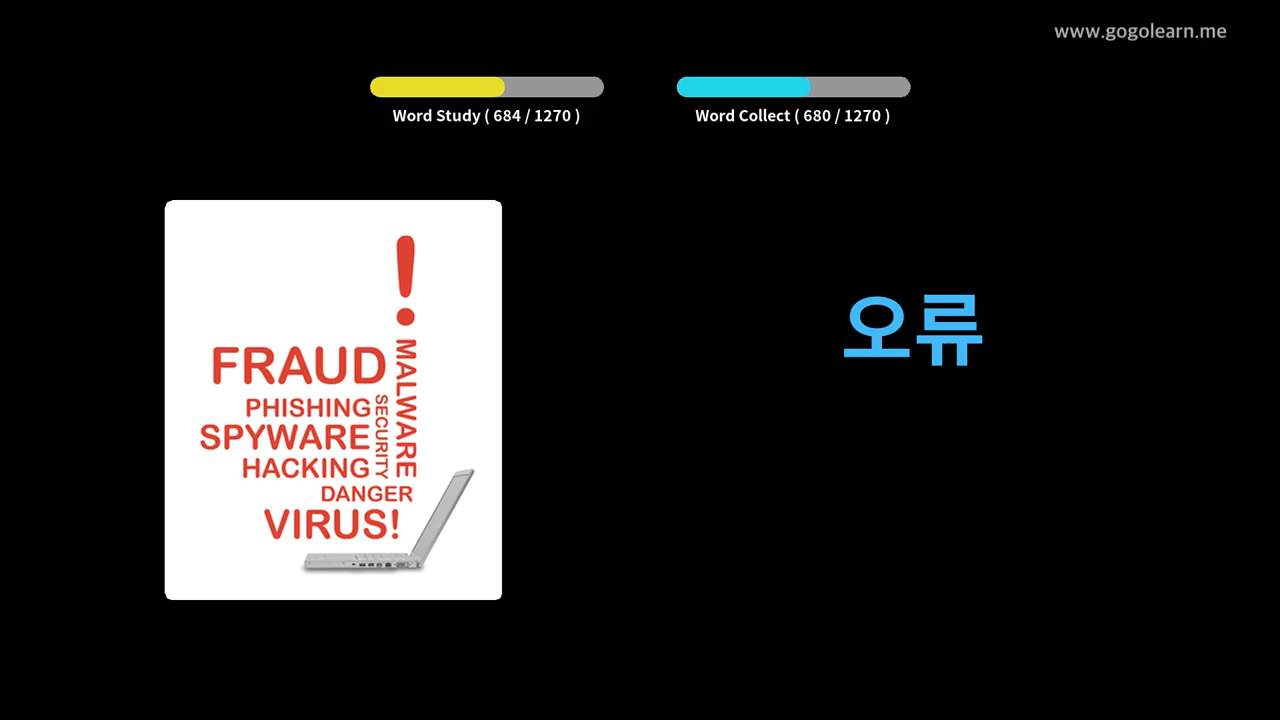 www.gogolearn.me
Word Study ( 684 / 1270 )
Word Collect ( 680 / 1270 )
!
FRAUD
MALWARE
PHISHING
SECURITY
SPYWARE
HACKING
DANGER
VIRUS!
오류